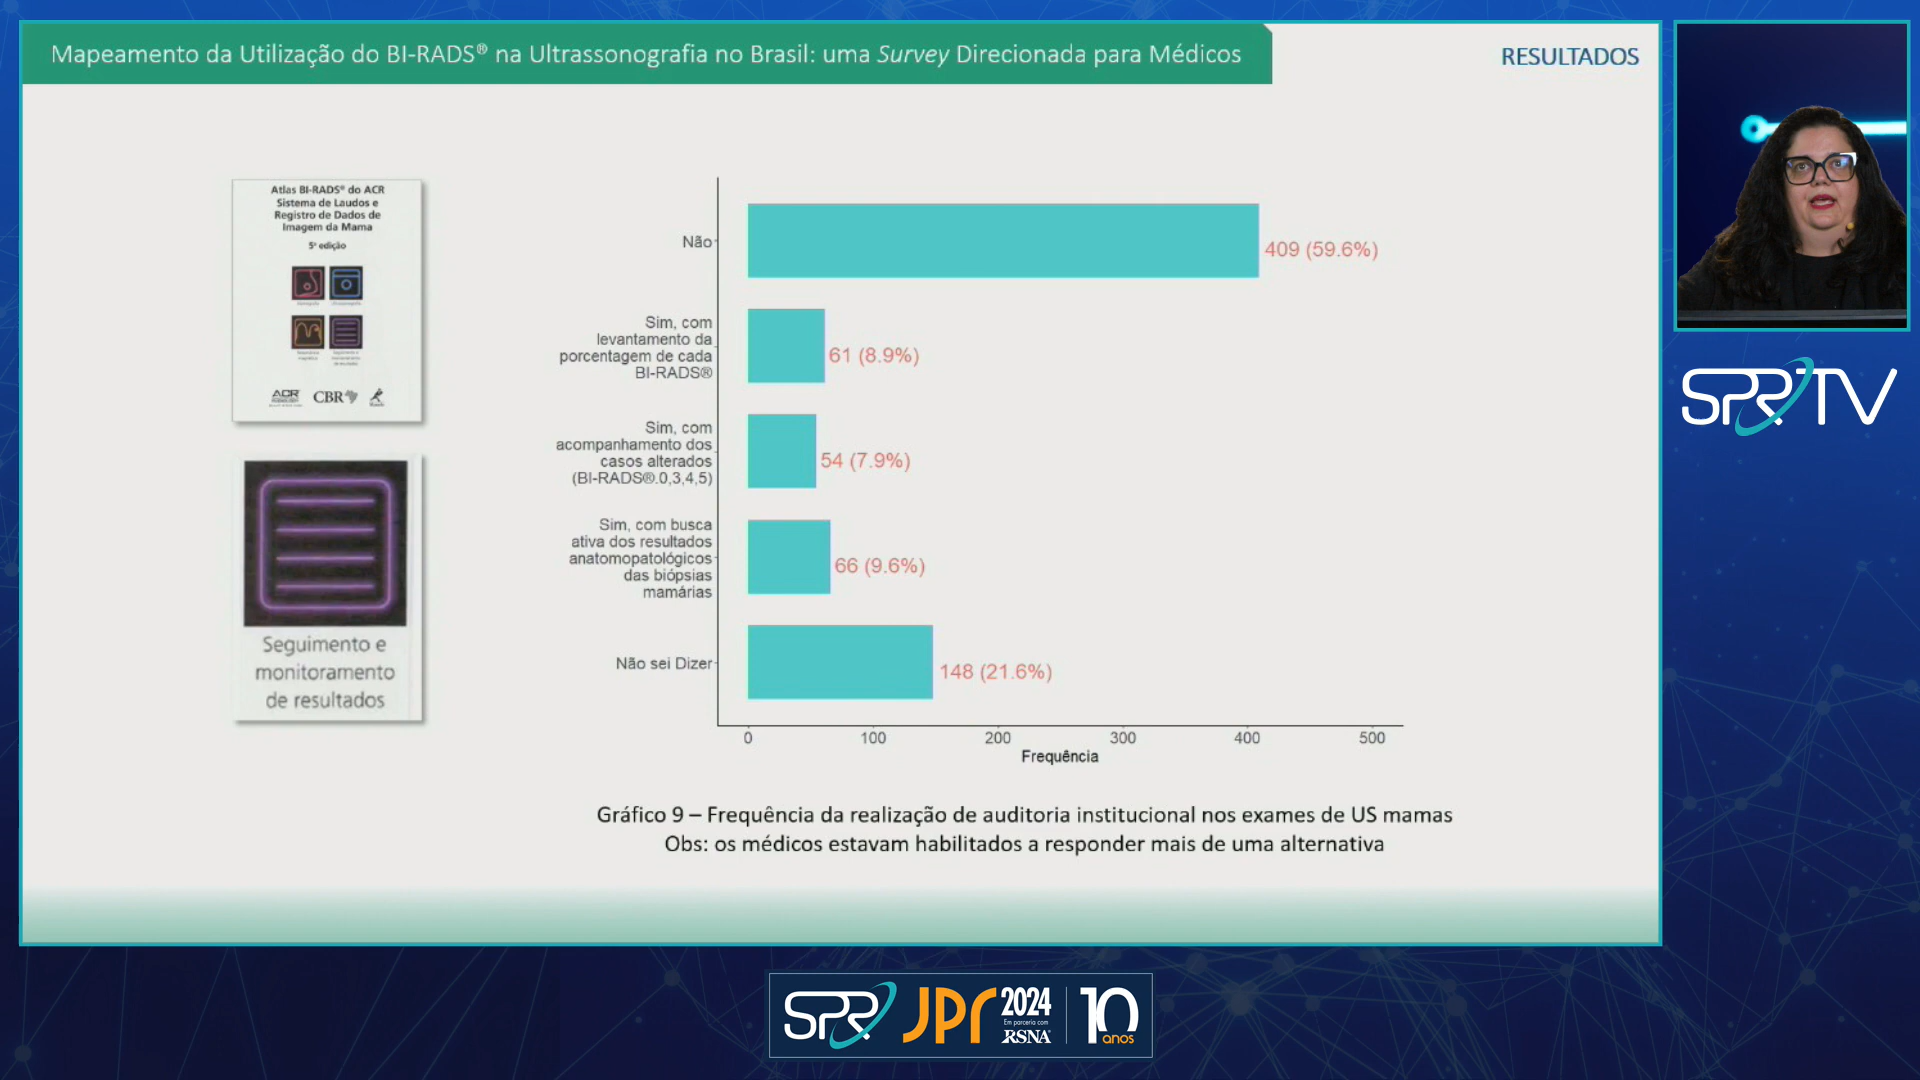 Mapeamento da Utilização do BI-RADS® na Ultrassonografia no Brasil: uma Survey Direcionada para Médicos
RESULTADOS
Atlas BI-RADS® do ACR
Sistema de Laudos e
Registro de Dados de
Imagem da Mama
5ª edição
ACR
CBR
Seguimento e
monitoramento
de resultados
Não
409 (59.6%)
Sim, com
levantamento da
porcentagem de cada
BI-RADS®
61 (8.9%)
Sim, com
acompanhamento dos
casos alterados
(BI-RADS®.0,3,4,5)
54 (7.9%)
Sim, com busca
ativa dos resultados
anatomopatológicos
das biópsias
mamárias
66 (9.6%)
Não sei Dizer
148 (21.6%)
0 100 200 300 400 500
Frequência
Gráfico 9 – Frequência da realização de auditoria institucional nos exames de US mamas
Obs: os médicos estavam habilitados a responder mais de uma alternativa
SPR TV
SPR JPR 2024
Em parceria com
RSNA
10 anos